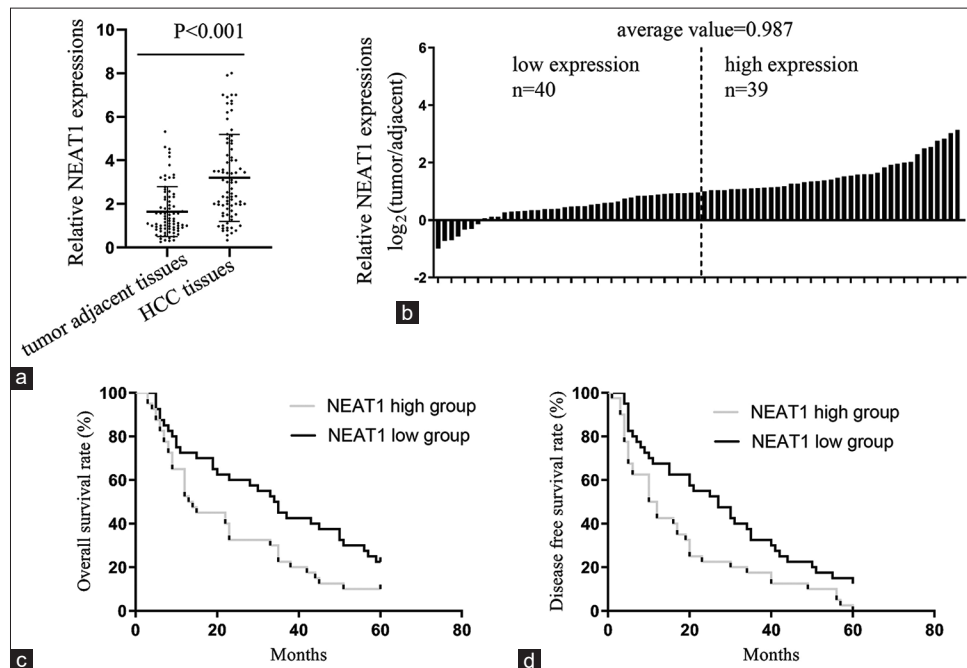 P<0.001
Relative NEAT1 expressions
10
8
6
4
2
0
tumor adjacent tissues
HCC tissues
a
average value=0.987
low expression
n=40
high expression
n=39
Relative NEAT1 expressions
log2(tumor/adjacent)
6
4
2
0
-2
b
Overall survival rate (%)
100
80
60
40
20
0
NEAT1 high group
NEAT1 low group
0 20 40 60 80
Months
c
Disease free survival rate (%)
100
80
60
40
20
0
NEAT1 high group
NEAT1 low group
0 20 40 60 80
Months
d